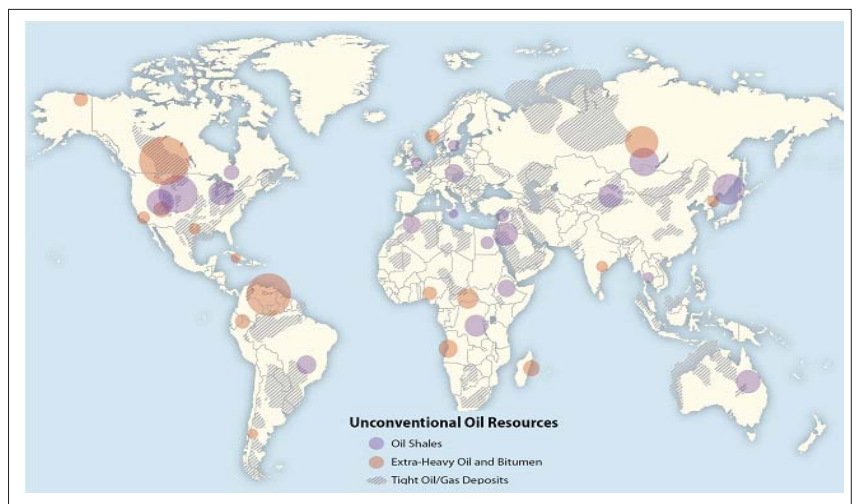 Unconventional Oil Resources
Oil Shales
Extra-Heavy Oil and Bitumen
Tight Oil/Gas Deposits